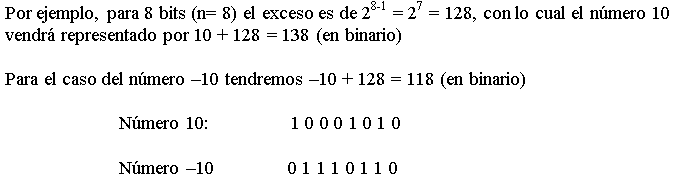 Por ejemplo, para 8 bits (n= 8) el exceso es de 2^8-1 = 2^7 = 128, con lo cual el número 10
vendrá representado por 10 + 128 = 138 (en binario)
Para el caso del número –10 tendremos –10 + 128 = 118 (en binario)
Número 10: 1 0 0 0 1 0 1 0
Número –10 0 1 1 1 0 1 1 0